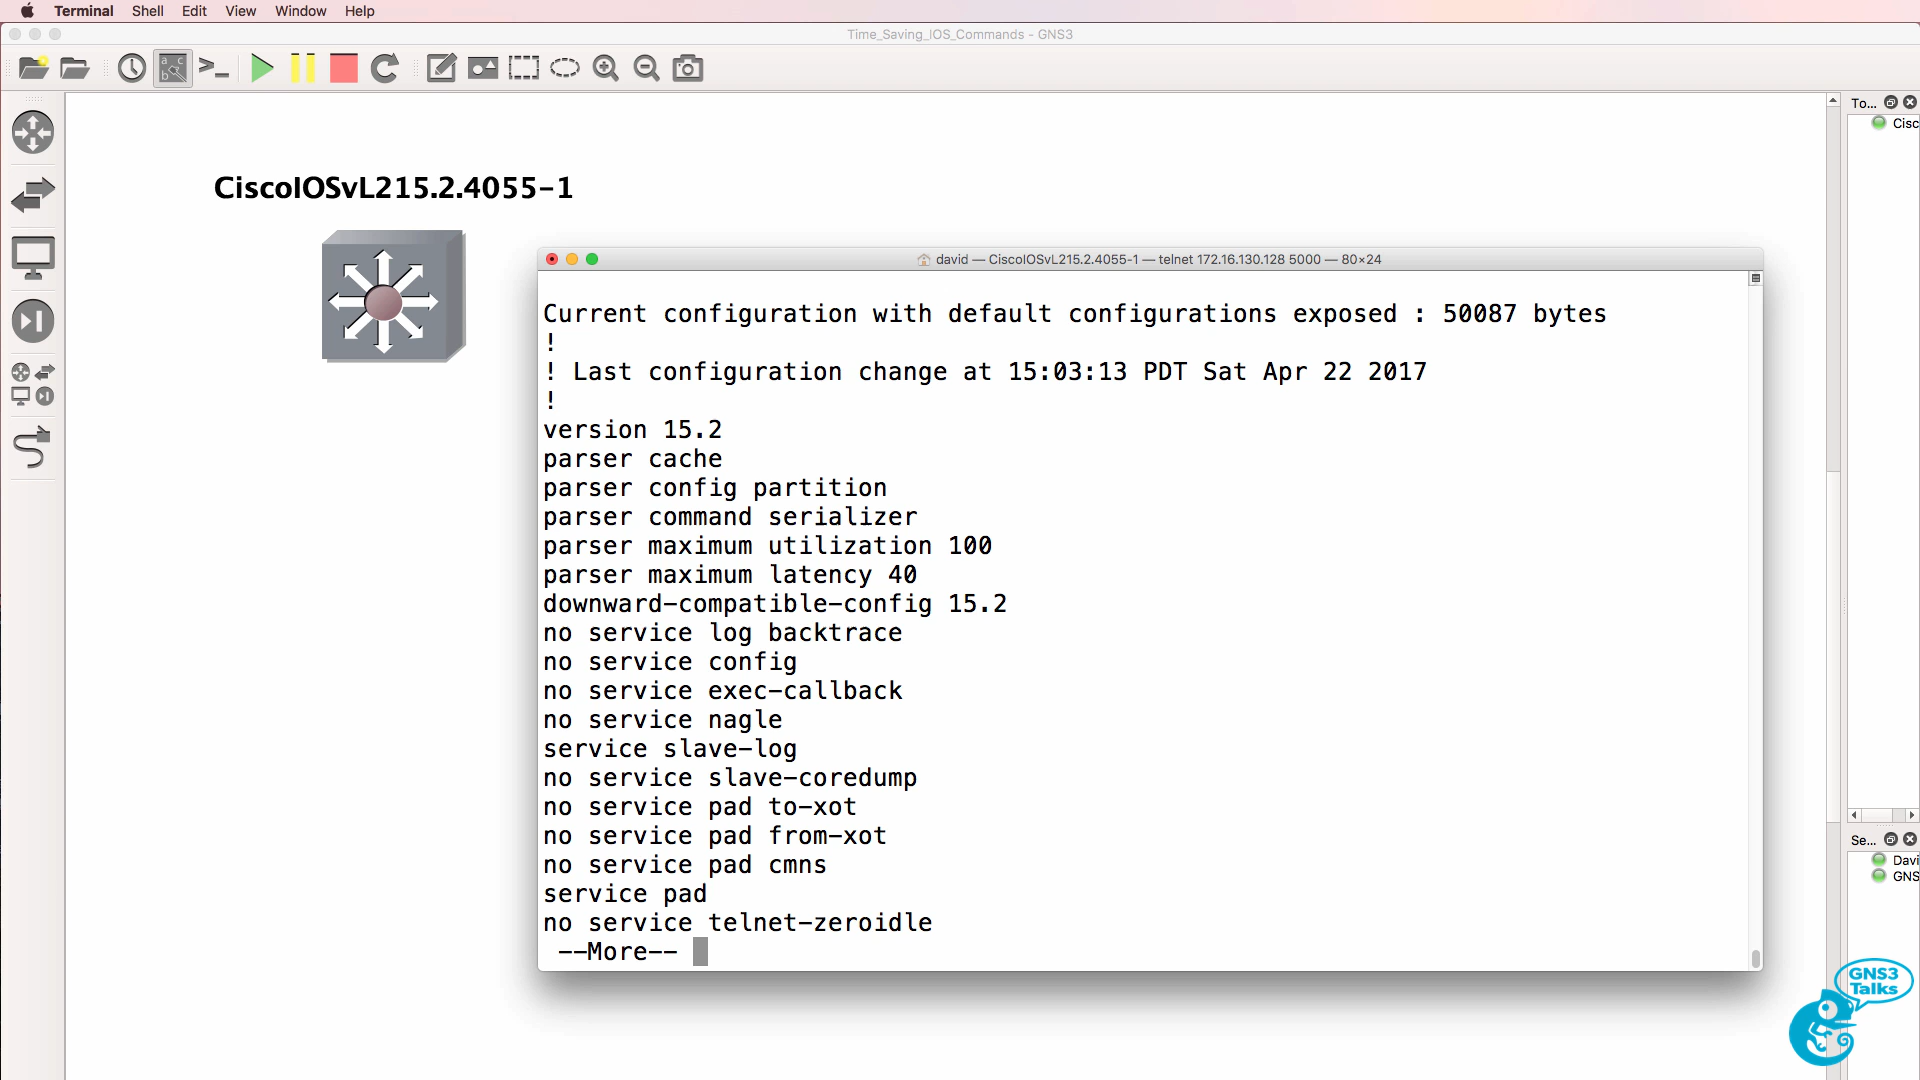 Terminal Shell Edit View Window Help
Time_Saving_IOS_Commands - GNS3
To...
Cisc
CiscoIOSvL215.2.4055-1
david — CiscoIOSvL215.2.4055-1 — telnet 172.16.130.128 5000 — 80×24
Current configuration with default configurations exposed : 50087 bytes
!
! Last configuration change at 15:03:13 PDT Sat Apr 22 2017
!
version 15.2
parser cache
parser config partition
parser command serializer
parser maximum utilization 100
parser maximum latency 40
downward-compatible-config 15.2
no service log backtrace
no service config
no service exec-callback
no service nagle
service slave-log
no service slave-coredump
no service pad to-xot
no service pad from-xot
no service pad cmns
service pad
no service telnet-zeroidle
--More--
Se...
Davi
GNS
GNS3
Talks